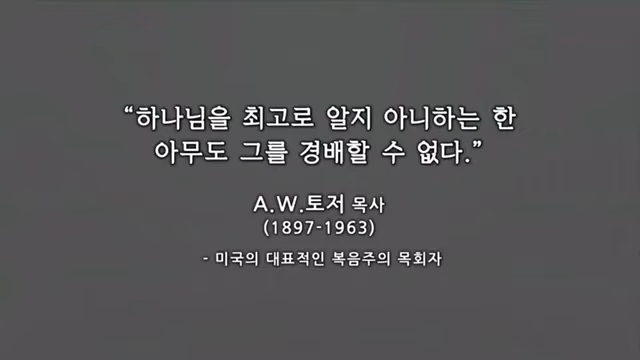 “하나님을 최고로 알지 아니하는 한
아무도 그를 경배할 수 없다.”
A.W.토저 목사
(1897-1963)
- 미국의 대표적인 복음주의 목회자